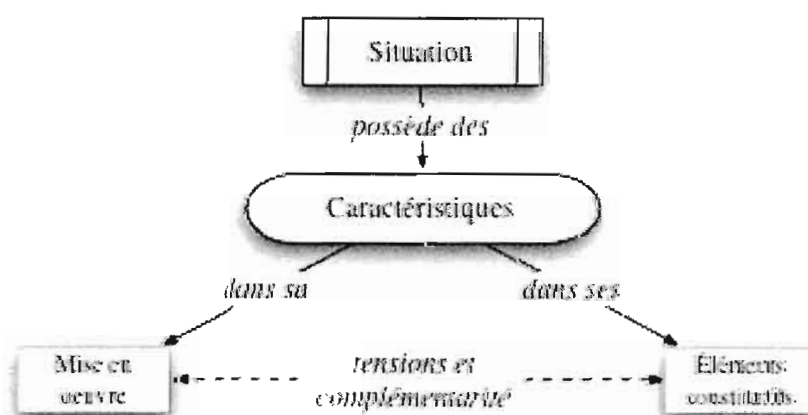 Situation
possède des
Caractéristiques
dans sa
dans ses
Mise en
oeuvre
tensions et
complémentarité
Éléments
constitutifs